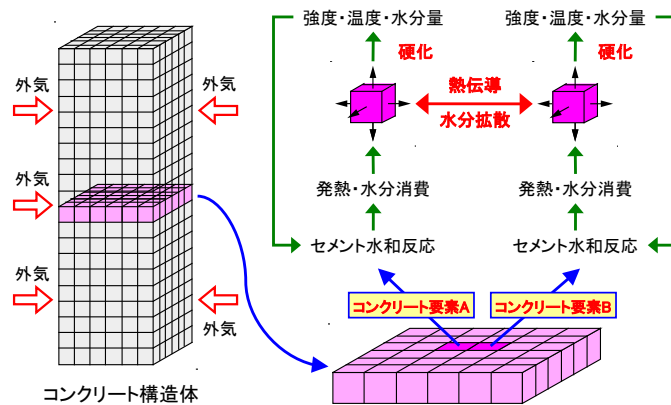 強度・温度・水分量
強度・温度・水分量
硬化
硬化
外気
外気
熱伝導
水分拡散
外気
発熱・水分消費
発熱・水分消費
セメント水和反応
セメント水和反応
外気
外気
コンクリート要素A
コンクリート要素B
コンクリート構造体